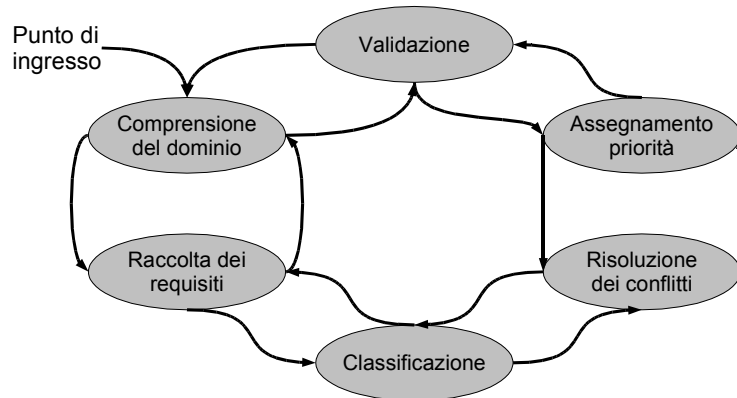 Punto di
ingresso
Validazione
Comprensione
del dominio
Assegnamento
priorità
Raccolta dei
requisiti
Risoluzione
dei conflitti
Classificazione